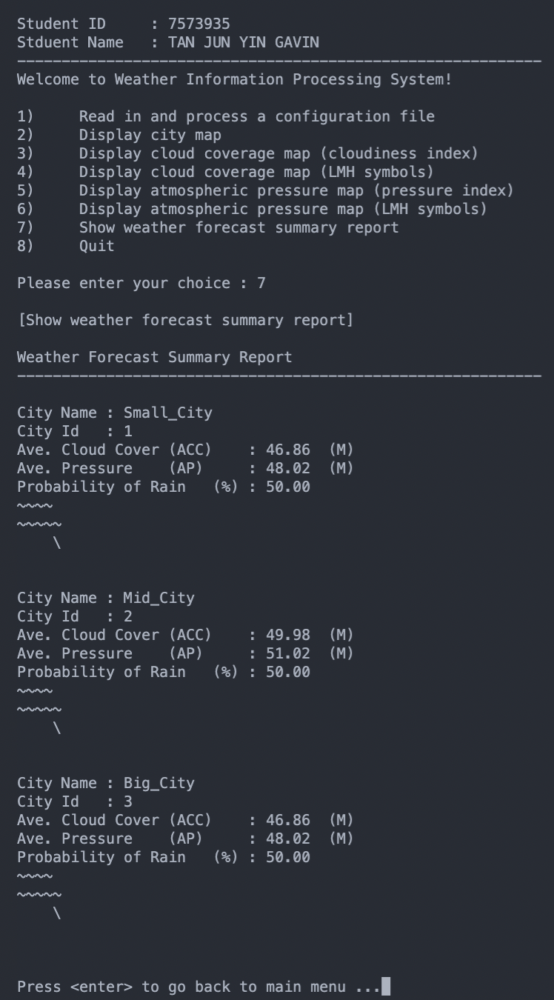 Student ID     : 7573935
Stduent Name   : TAN JUN YIN GAVIN
-----------------------------------------------------------
Welcome to Weather Information Processing System!
1)     Read in and process a configuration file
2)     Display city map
3)     Display cloud coverage map (cloudiness index)
4)     Display cloud coverage map (LMH symbols)
5)     Display atmospheric pressure map (pressure index)
6)     Display atmospheric pressure map (LMH symbols)
7)     Show weather forecast summary report
8)     Quit
Please enter your choice : 7
[Show weather forecast summary report]
Weather Forecast Summary Report
-----------------------------------------------------------
City Name : Small_City
City Id   : 1
Ave. Cloud Cover (ACC)    : 46.86  (M)
Ave. Pressure    (AP)     : 48.02  (M)
Probability of Rain   (%) : 50.00
~~~~
~~~~~
    \
City Name : Mid_City
City Id   : 2
Ave. Cloud Cover (ACC)    : 49.98  (M)
Ave. Pressure    (AP)     : 51.02  (M)
Probability of Rain   (%) : 50.00
~~~~
~~~~~
    \
City Name : Big_City
City Id   : 3
Ave. Cloud Cover (ACC)    : 46.86  (M)
Ave. Pressure    (AP)     : 48.02  (M)
Probability of Rain   (%) : 50.00
~~~~
~~~~~
    \
Press <enter> to go back to main menu ...